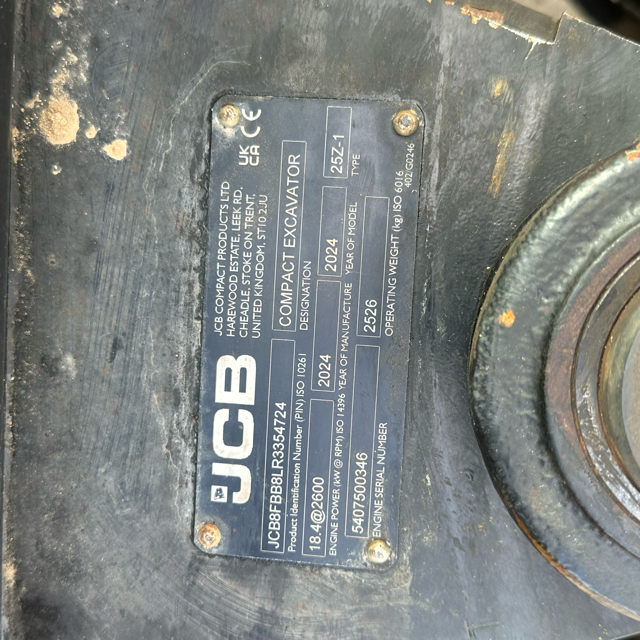 JCB
JCB COMPACT PRODUCTS LTD
HAREWOOD ESTATE, LEEK RD,
CHEADLE, STOKE ON TRENT,
UNITED KINGDOM, ST10 2JU
UK
CA
CE
JCB8FBB8LR3354724
COMPACT EXCAVATOR
Product Identification Number (PIN) ISO 10261
DESIGNATION
18.4@2600
2024
2024
25Z-1
ENGINE POWER (kW @ RPM) ISO 14396
YEAR OF MANUFACTURE
YEAR OF MODEL
TYPE
5407500346
2526
ENGINE SERIAL NUMBER
OPERATING WEIGHT (kg) ISO 6016
402/G0246